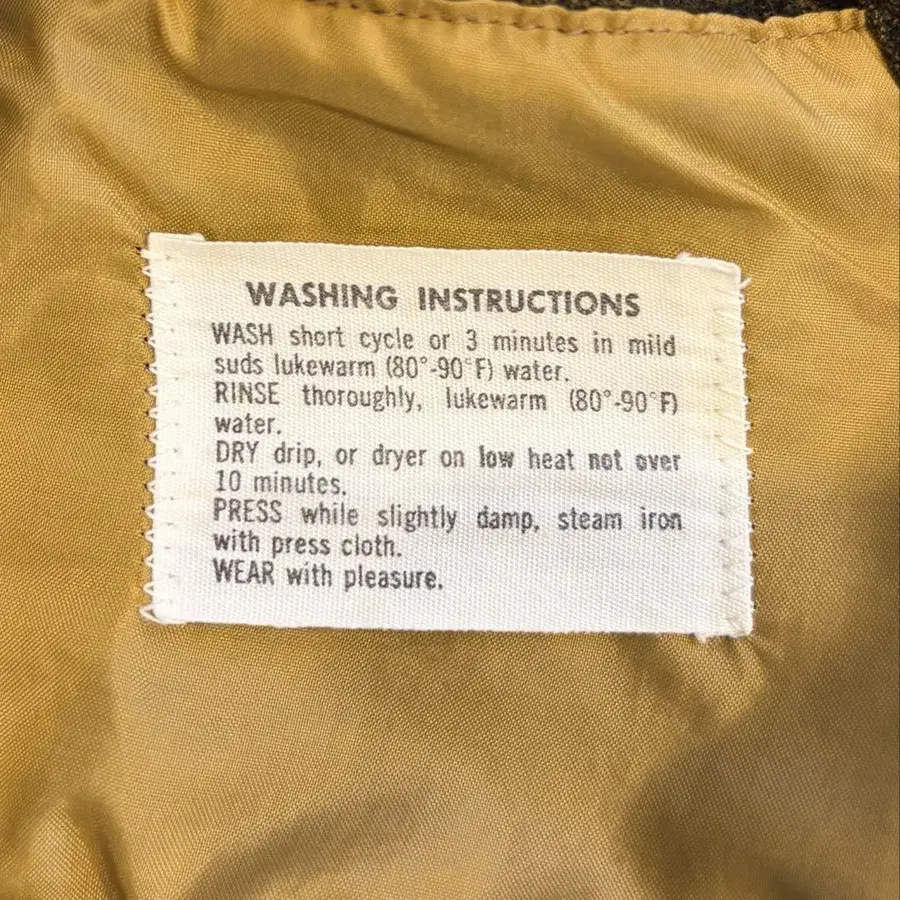 WASHING INSTRUCTIONS
WASH short cycle or 3 minutes in mild
suds lukewarm (80°-90°F) water.
RINSE thoroughly, lukewarm (80°-90°F)
water.
DRY drip, or dryer on low heat not over
10 minutes.
PRESS while slightly damp, steam iron
with press cloth.
WEAR with pleasure.